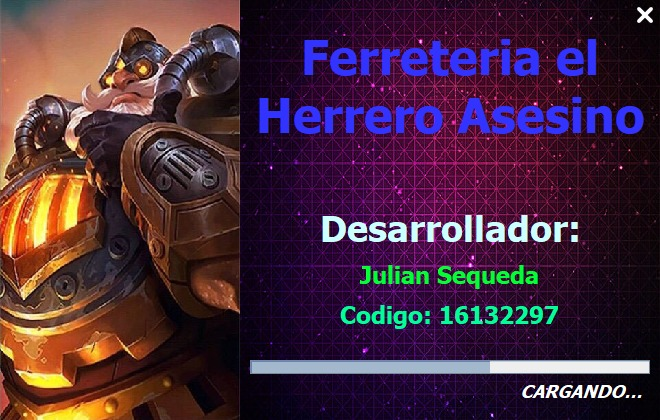 Ferreteria el
Herrero Asesino
Desarrollador:
Julian Sequeda
Codigo: 16132297
CARGANDO...